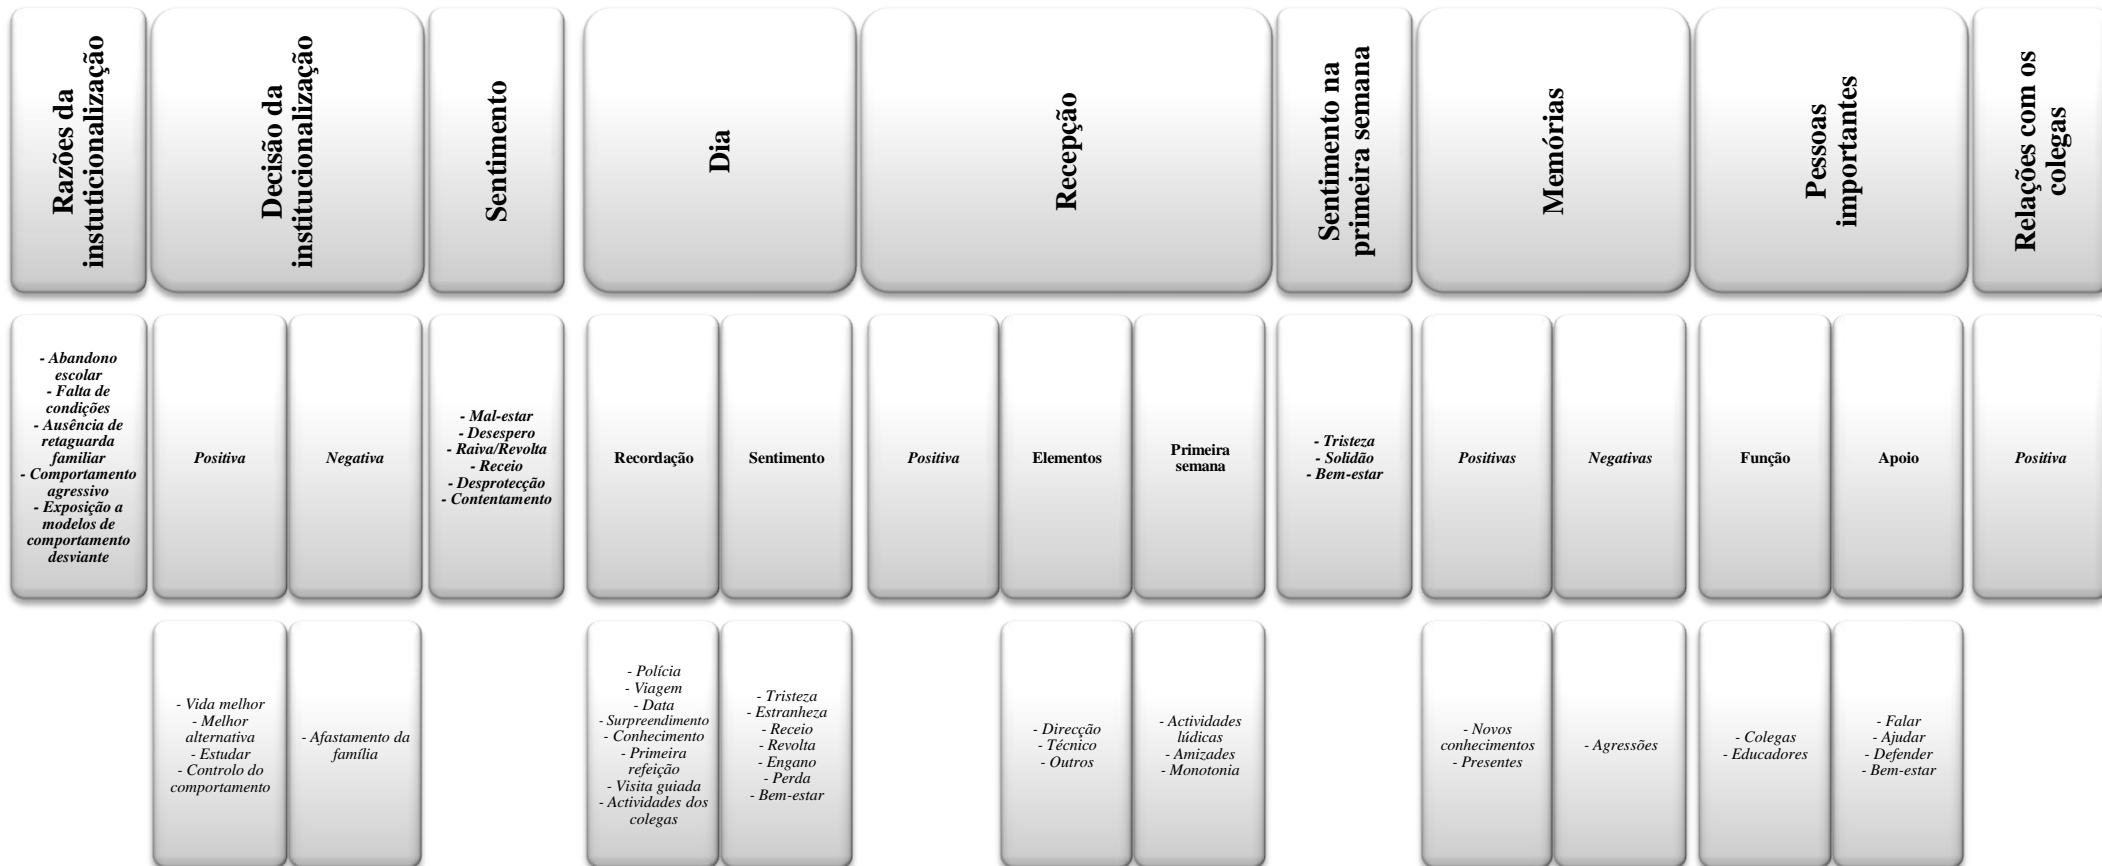 Razões da
instuticionalização
Decisão da
institucionalização
Sentimento
Dia
Recepção
Sentimento na
primeira semana
Memórias
Pessoas
importantes
Relações com os
colegas
- Abandono
escolar
- Falta de
condições
- Ausência de
retaguarda
familiar
- Comportamento
agressivo
- Exposição a
modelos de
comportamento
desviante
Positiva
Negativa
- Mal-estar
- Desespero
- Raiva/Revolta
- Receio
- Desprotecção
- Contentamento
Recordação
Sentimento
Positiva
Elementos
Primeira
semana
- Tristeza
- Solidão
- Bem-estar
Positivas
Negativas
Função
Apoio
Positiva
- Vida melhor
- Melhor
alternativa
- Estudar
- Controlo do
comportamento
- Afastamento da
família
- Polícia
- Viagem
- Data
- Surpreendimento
- Conhecimento
- Primeira
refeição
- Visita guiada
- Actividades dos
colegas
- Tristeza
- Estranheza
- Receio
- Revolta
- Engano
- Perda
- Bem-estar
- Direcção
- Técnico
- Outros
- Actividades
lúdicas
- Amizades
- Monotonia
- Novos
conhecimentos
- Presentes
- Agressões
- Colegas
- Educadores
- Falar
- Ajudar
- Defender
- Bem-estar